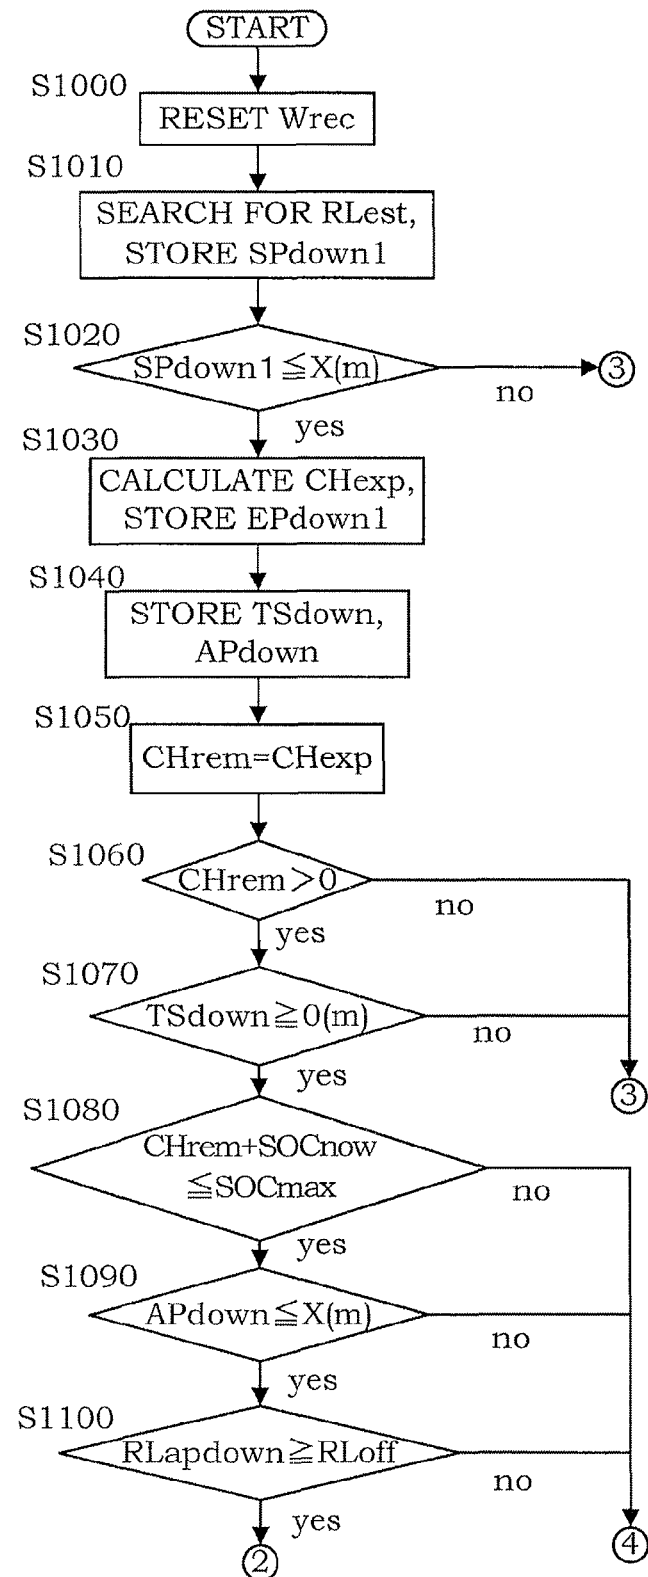 START
S1000
RESET Wrec
S1010
SEARCH FOR RLest,
STORE SPdown1
S1020
SPdown1≦X(m)
no
③
yes
S1030
CALCULATE CHexp,
STORE EPdown1
S1040
STORE TSdown,
APdown
S1050
CHrem=CHexp
S1060
CHrem>0
no
yes
S1070
TSdown≧0(m)
no
yes
③
S1080
CHrem+SOCnow
≦SOCmax
no
yes
S1090
APdown≦X(m)
no
yes
S1100
RLapdown≧RLoff
no
yes
②
④